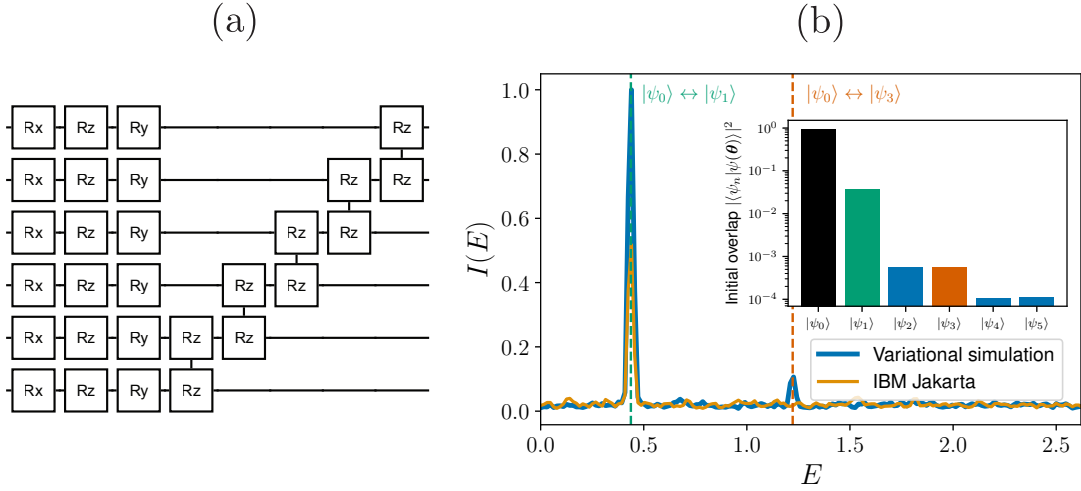 (a)
Rx Rz Ry Rz
Rx Rz Ry Rz Rz
Rx Rz Ry Rz Rz
Rx Rz Ry Rz Rz
Rx Rz Ry Rz Rz
Rx Rz Ry Rz
(b)
|ψ₀⟩ ↔ |ψ₁⟩
|ψ₀⟩ ↔ |ψ₃⟩
I(E)
1.0
0.8
0.6
0.4
0.2
0.0
0.0 0.5 1.0 1.5 2.0 2.5
E
Initial overlap |⟨ψₙ|ψ(θ)⟩|²
10⁰
10⁻¹
10⁻²
10⁻³
10⁻⁴
|ψ₀⟩ |ψ₁⟩ |ψ₂⟩ |ψ₃⟩ |ψ₄⟩ |ψ₅⟩
Variational simulation
IBM Jakarta